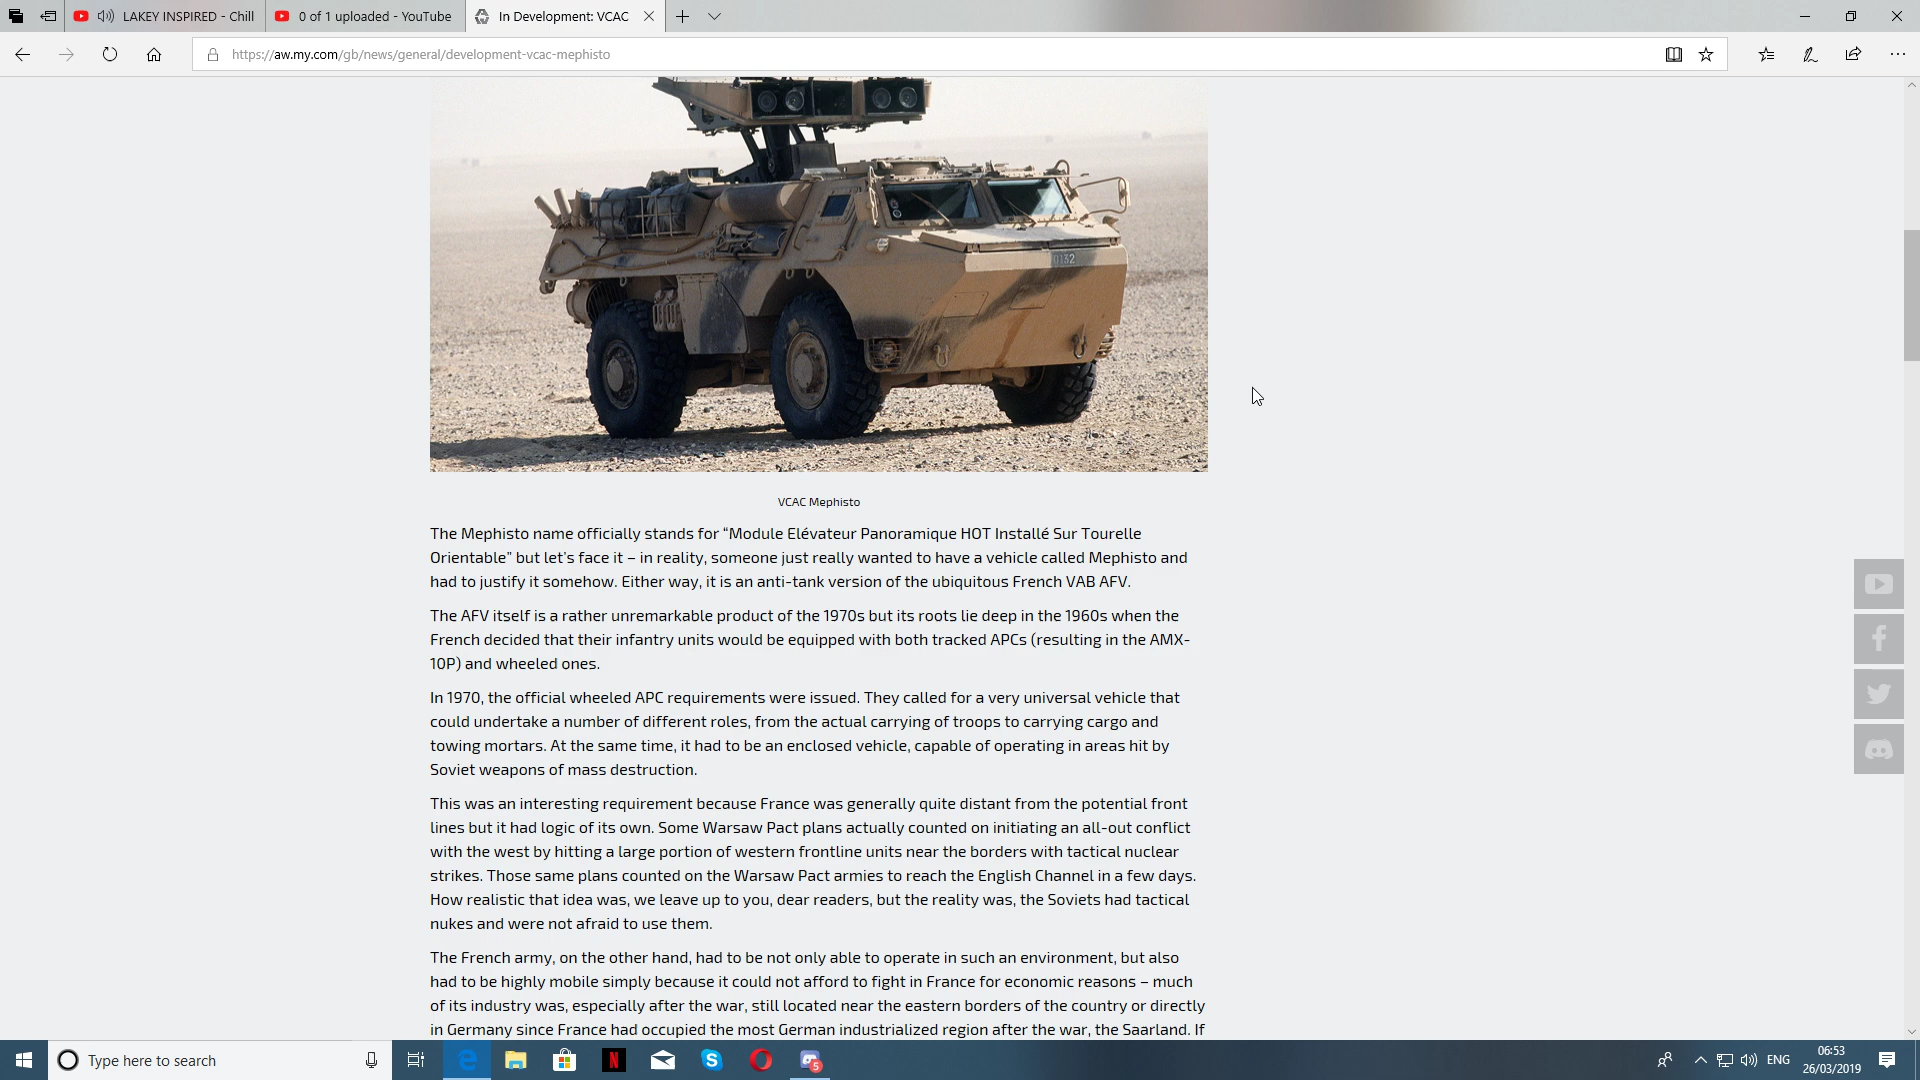 LAKEY INSPIRED - Chill
0 of 1 uploaded - YouTube
In Development: VCAC
https://aw.my.com/gb/news/general/development-vcac-mephisto
0132
VCAC Mephisto
The Mephisto name officially stands for “Module Elévateur Panoramique HOT Installé Sur Tourelle
Orientable” but let’s face it – in reality, someone just really wanted to have a vehicle called Mephisto and
had to justify it somehow. Either way, it is an anti-tank version of the ubiquitous French VAB AFV.
The AFV itself is a rather unremarkable product of the 1970s but its roots lie deep in the 1960s when the
French decided that their infantry units would be equipped with both tracked APCs (resulting in the AMX-
10P) and wheeled ones.
In 1970, the official wheeled APC requirements were issued. They called for a very universal vehicle that
could undertake a number of different roles, from the actual carrying of troops to carrying cargo and
towing mortars. At the same time, it had to be an enclosed vehicle, capable of operating in areas hit by
Soviet weapons of mass destruction.
This was an interesting requirement because France was generally quite distant from the potential front
lines but it had logic of its own. Some Warsaw Pact plans actually counted on initiating an all-out conflict
with the west by hitting a large portion of western frontline units near the borders with tactical nuclear
strikes. Those same plans counted on the Warsaw Pact armies to reach the English Channel in a few days.
How realistic that idea was, we leave up to you, dear readers, but the reality was, the Soviets had tactical
nukes and were not afraid to use them.
The French army, on the other hand, had to be not only able to operate in such an environment, but also
had to be highly mobile simply because it could not afford to fight in France for economic reasons – much
of its industry was, especially after the war, still located near the eastern borders of the country or directly
in Germany since France had occupied the most German industrialized region after the war, the Saarland. If
Type here to search
N
5
ENG
06:53
26/03/2019